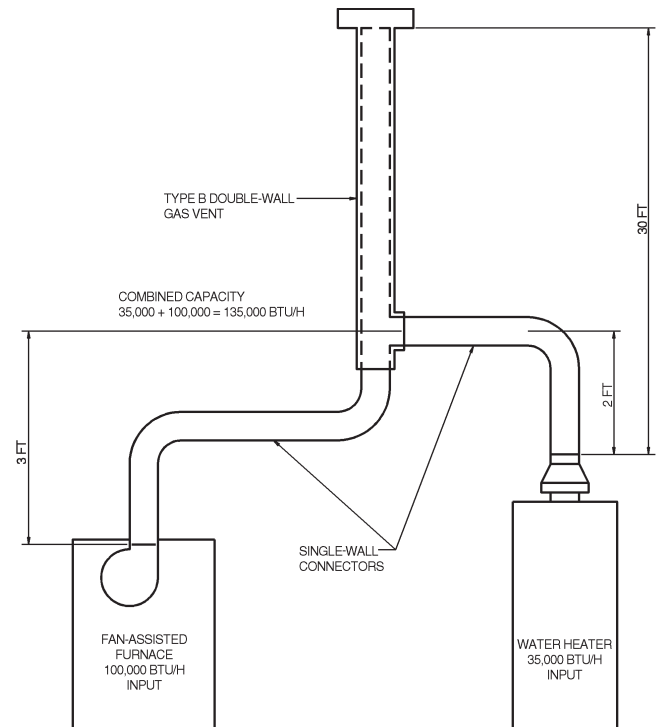 TYPE B DOUBLE-WALL
GAS VENT
30 FT
COMBINED CAPACITY
35,000 + 100,000 = 135,000 BTU/H
2 FT
3 FT
SINGLE-WALL
CONNECTORS
FAN-ASSISTED
FURNACE
100,000 BTU/H
INPUT
WATER HEATER
35,000 BTU/H
INPUT